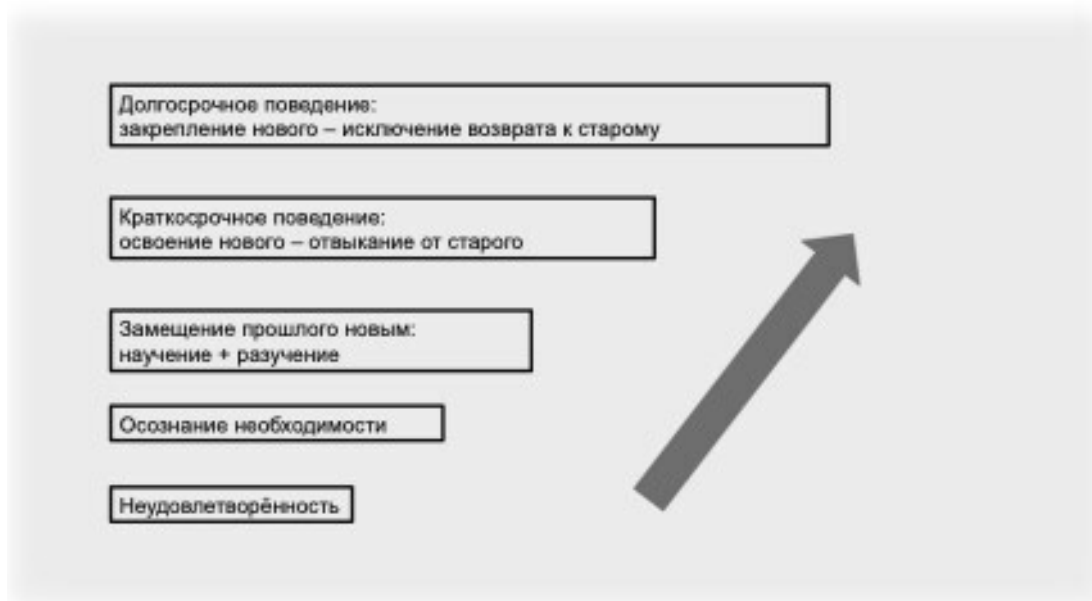 Долгосрочное поведение:
закрепление нового – исключение возврата к старому
Краткосрочное поведение:
освоение нового – отвыкание от старого
Замещение прошлого новым:
научение + разучение
Осознание необходимости
Неудовлетворённость